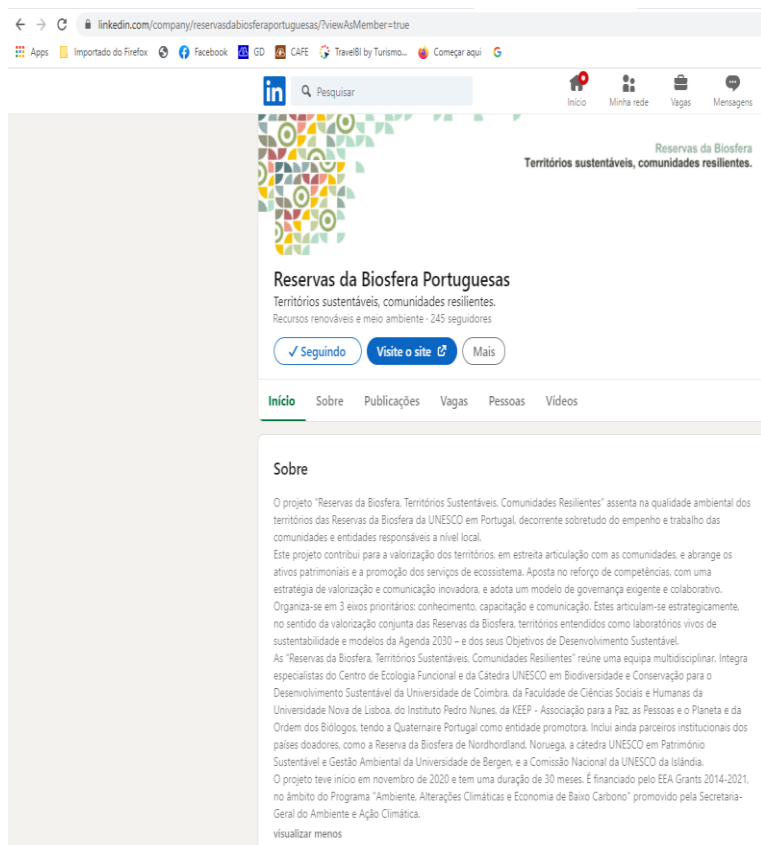 linkedin.com/company/reservasdabiosferaportuguesas/?viewAsMember=true
Apps Importado do Firefox Facebook GD CAFE TravelBI by Turismo... Começar aqui
in Pesquisar Início Minha rede Vagas Mensagens
Reservas da Biosfera
Territórios sustentáveis, comunidades resilientes.
Reservas da Biosfera Portuguesas
Territórios sustentáveis, comunidades resilientes.
Recursos renováveis e meio ambiente · 245 seguidores
✓ Seguindo Visite o site Mais
Início Sobre Publicações Vagas Pessoas Vídeos
Sobre
O projeto "Reservas da Biosfera, Territórios Sustentáveis, Comunidades Resilientes" assenta na qualidade ambiental dos
territórios das Reservas da Biosfera da UNESCO em Portugal, decorrente sobretudo do empenho e trabalho das
comunidades e entidades responsáveis a nível local.
Este projeto contribui para a valorização dos territórios, em estreita articulação com as comunidades, e abrange os
ativos patrimoniais e a promoção dos serviços de ecossistema. Aposta no reforço de competências, com uma
estratégia de valorização e comunicação inovadora, e adota um modelo de governança exigente e colaborativo.
Organiza-se em 3 eixos prioritários: conhecimento, capacitação e comunicação. Estes articulam-se estrategicamente,
no sentido da valorização conjunta das Reservas da Biosfera, territórios entendidos como laboratórios vivos de
sustentabilidade e modelos da Agenda 2030 – e dos seus Objetivos de Desenvolvimento Sustentável.
As "Reservas da Biosfera, Territórios Sustentáveis, Comunidades Resilientes" reúne uma equipa multidisciplinar. Integra
especialistas do Centro de Ecologia Funcional e da Cátedra UNESCO em Biodiversidade e Conservação para o
Desenvolvimento Sustentável da Universidade de Coimbra, da Faculdade de Ciências Sociais e Humanas da
Universidade Nova de Lisboa, do Instituto Pedro Nunes, da KEEP - Associação para a Paz, as Pessoas e o Planeta e da
Ordem dos Biólogos, tendo a Quaternaire Portugal como entidade promotora. Inclui ainda parceiros institucionais dos
países doadores, como a Reserva da Biosfera de Nordhordland, Noruega, a cátedra UNESCO em Património
Sustentável e Gestão Ambiental da Universidade de Bergen, e a Comissão Nacional da UNESCO da Islândia.
O projeto teve início em novembro de 2020 e tem uma duração de 30 meses. É financiado pelo EEA Grants 2014-2021,
no âmbito do Programa "Ambiente, Alterações Climáticas e Economia de Baixo Carbono" promovido pela Secretaria-
Geral do Ambiente e Ação Climática.
visualizar menos